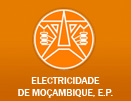 ELECTRICIDADE
DE MOÇAMBIQUE, E.P.